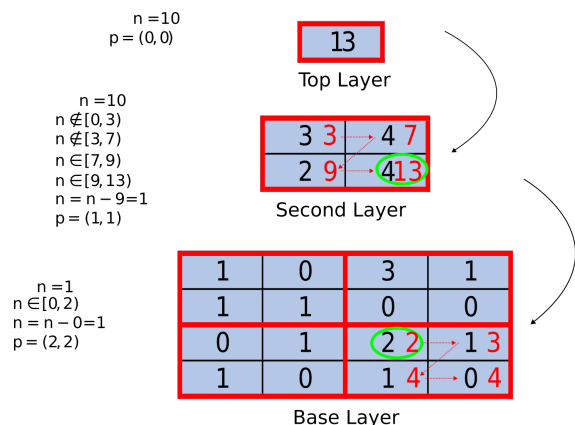 n=10
p=(0,0)
13
Top Layer
n=10
n∉[0,3)
n∉[3,7)
n∈[7,9)
n∈[9,13)
n=n−9=1
p=(1,1)
3 3 4 7
2 9 4 13
Second Layer
n=1
n∈[0,2)
n=n−0=1
p=(2,2)
1 0 3 1
1 1 0 0
0 1 2 2 1 3
1 0 1 4 0 4
Base Layer